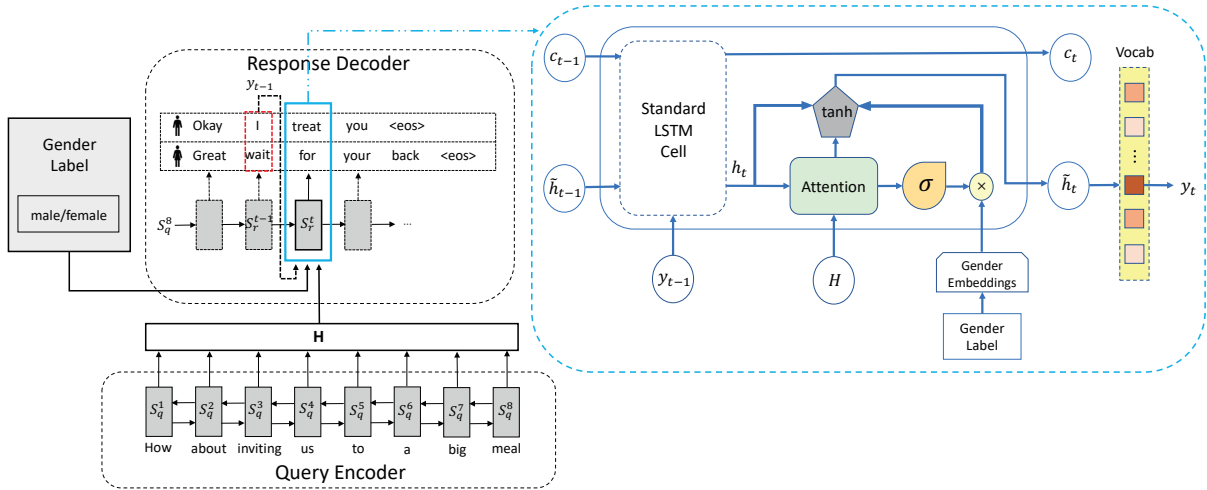 Response Decoder
y_{t-1}
Okay I treat you <eos>
Great wait for your back <eos>
Gender
Label
male/female
S_q^8 S_r^{t-1} S_r^t ...
H
S_q^1 S_q^2 S_q^3 S_q^4 S_q^5 S_q^6 S_q^7 S_q^8
How about inviting us to a big meal
Query Encoder
c_{t-1}
c_t
Vocab
Standard
LSTM
Cell
tanh
h̃_{t-1}
h_t
Attention
σ
×
h̃_t
...
y_t
y_{t-1}
H
Gender
Embeddings
Gender
Label